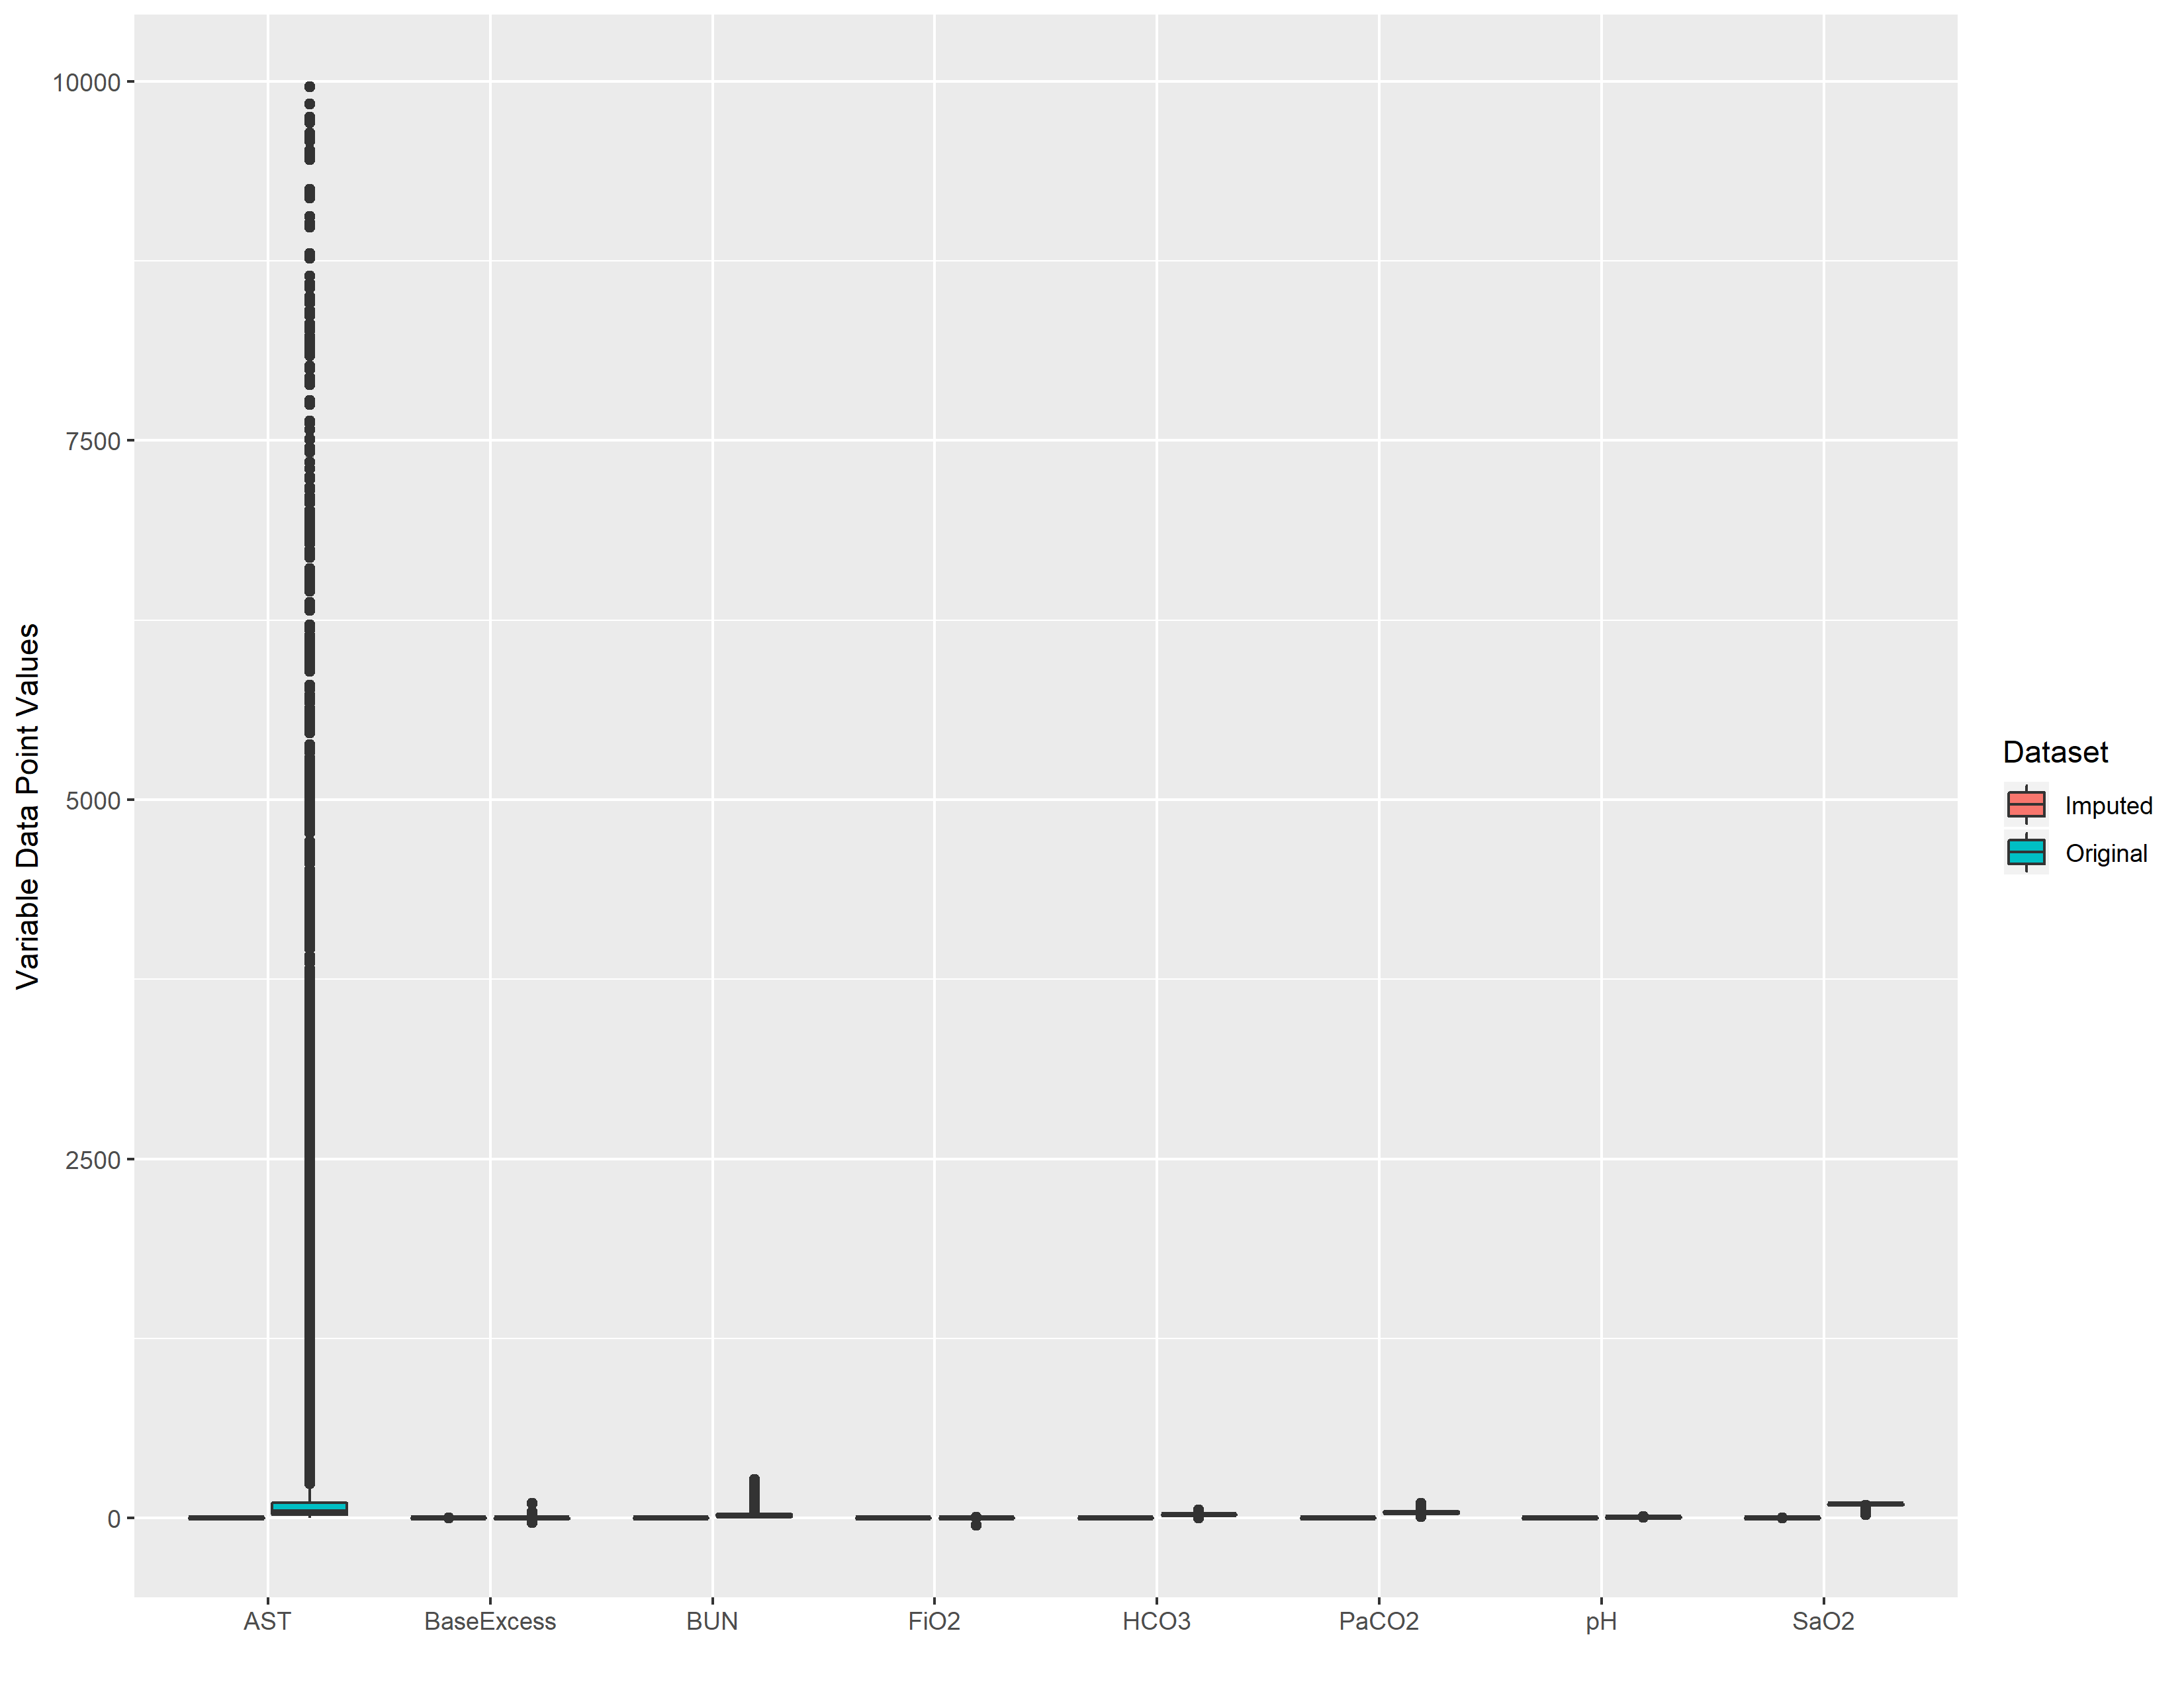 Variable Data Point Values
10000
7500
5000
2500
0
AST BaseExcess BUN FiO2 HCO3 PaCO2 pH SaO2
Dataset
Imputed
Original